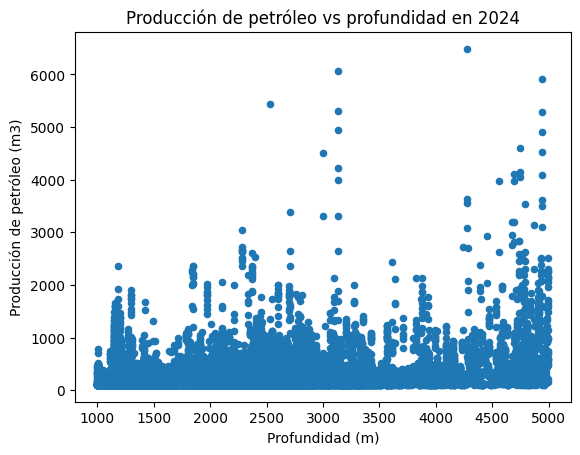 Producción de petróleo vs profundidad en 2024
Producción de petróleo (m3)
6000
5000
4000
3000
2000
1000
0
1000 1500 2000 2500 3000 3500 4000 4500 5000
Profundidad (m)